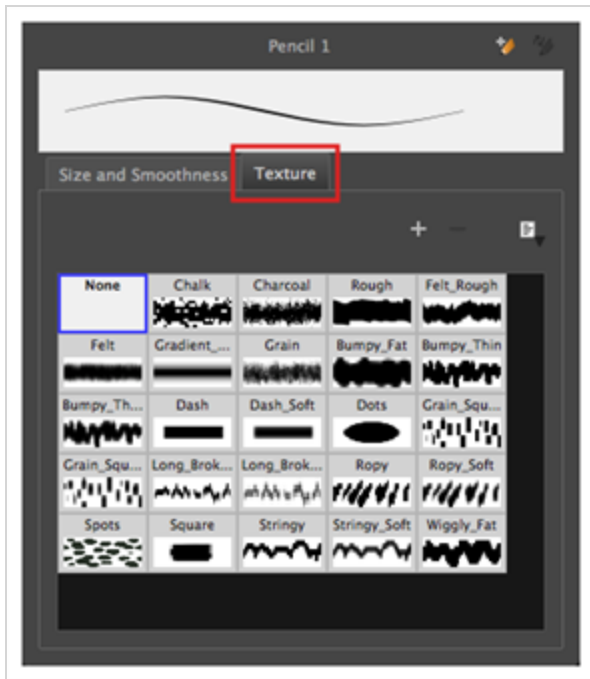 Pencil 1
Size and Smoothness Texture
None Chalk Charcoal Rough Felt_Rough
Felt Gradient_... Grain Bumpy_Fat Bumpy_Thin
Bumpy_Th... Dash Dash_Soft Dots Grain_Squ...
Grain_Squ... Long_Brok... Long_Brok... Ropy Ropy_Soft
Spots Square Stringy Stringy_Soft Wiggly_Fat